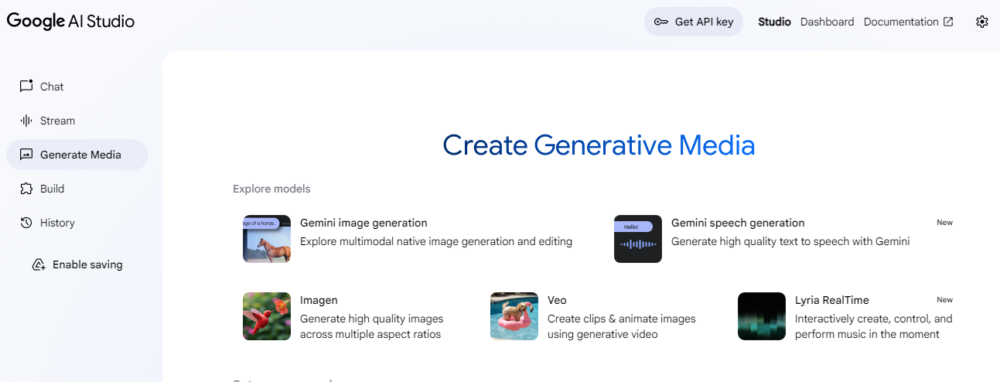 Google AI Studio
Get API key
Studio
Dashboard
Documentation
Chat
Stream
Generate Media
Build
History
Enable saving
Create Generative Media
Explore models
age of a horse.
Gemini image generation
Explore multimodal native image generation and editing
Hello!
Gemini speech generation
New
Generate high quality text to speech with Gemini
Imagen
Generate high quality images
across multiple aspect ratios
Veo
Create clips & animate images
using generative video
Lyria RealTime
New
Interactively create, control, and
perform music in the moment